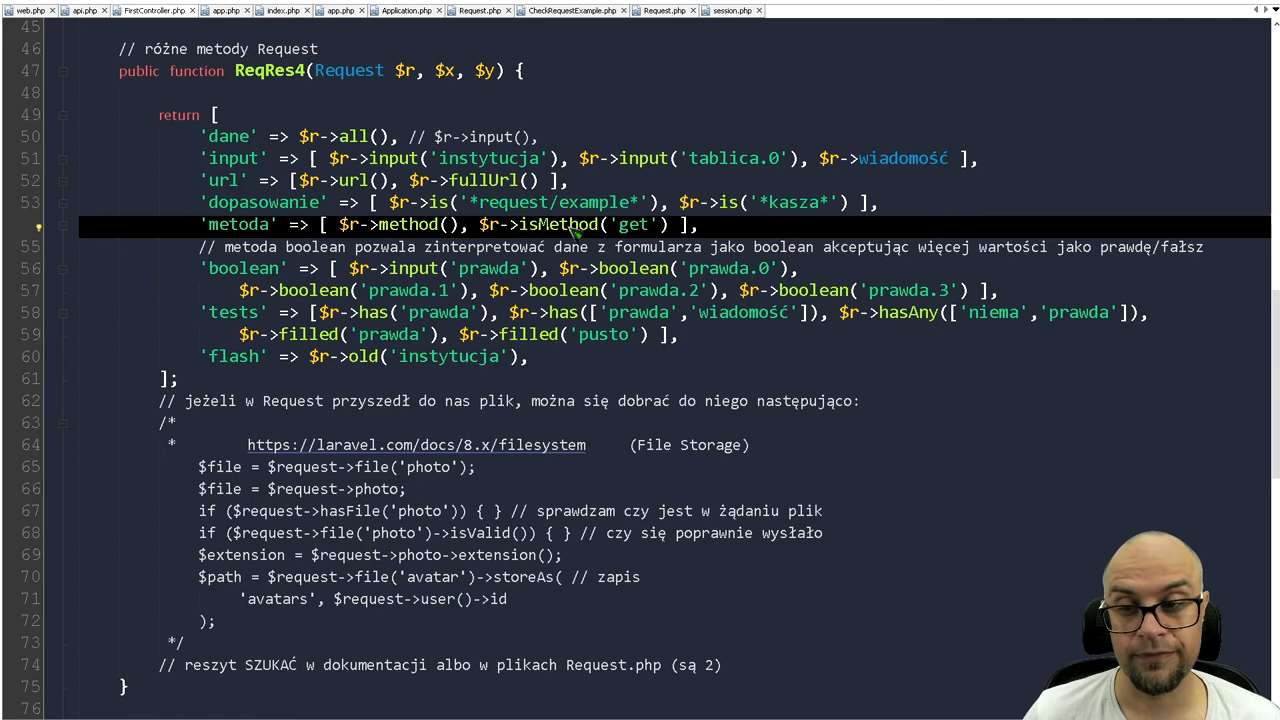 web.php api.php FirstController.php app.php index.php app.php Application.php Request.php CheckRequestExample.php Request.php session.php
45
46 // różne metody Request
47 public function ReqRes4(Request $r, $x, $y) {
48
49 return [
50 'dane' => $r->all(), // $r->input(),
51 'input' => [ $r->input('instytucja'), $r->input('tablica.0'), $r->wiadomość ],
52 'url' => [$r->url(), $r->fullUrl() ],
53 'dopasowanie' => [ $r->is('*request/example*'), $r->is('*kasza*') ],
'metoda' => [ $r->method(), $r->isMethod('get') ],
55 // metoda boolean pozwala zinterpretować dane z formularza jako boolean akceptując więcej wartości jako prawdę/fałsz
56 'boolean' => [ $r->input('prawda'), $r->boolean('prawda.0'),
57 $r->boolean('prawda.1'), $r->boolean('prawda.2'), $r->boolean('prawda.3') ],
58 'tests' => [$r->has('prawda'), $r->has(['prawda','wiadomość']), $r->hasAny(['niema','prawda']),
59 $r->filled('prawda'), $r->filled('pusto') ],
60 'flash' => $r->old('instytucja'),
61 ];
62 // jeżeli w Request przyszedł do nas plik, można się dobrać do niego następująco:
63 /*
64 * https://laravel.com/docs/8.x/filesystem (File Storage)
65 $file = $request->file('photo');
66 $file = $request->photo;
67 if ($request->hasFile('photo')) { } // sprawdzam czy jest w żądaniu plik
68 if ($request->file('photo')->isValid()) { } // czy się poprawnie wysłało
69 $extension = $request->photo->extension();
70 $path = $request->file('avatar')->storeAs( // zapis
71 'avatars', $request->user()->id
72 );
73 */
74 // reszyt SZUKAĆ w dokumentacji albo w plikach Request.php (są 2)
75 }
76